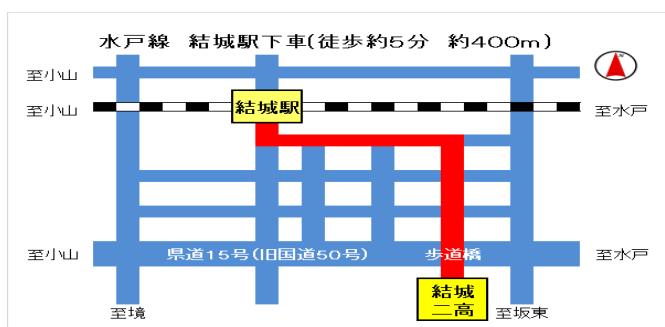 水戸線 結城駅下車(徒歩約5分 約400m)
至小山
至小山
結城駅
至水戸
至小山
県道15号(旧国道50号)
歩道橋
至水戸
結城
二高
至境
至坂東